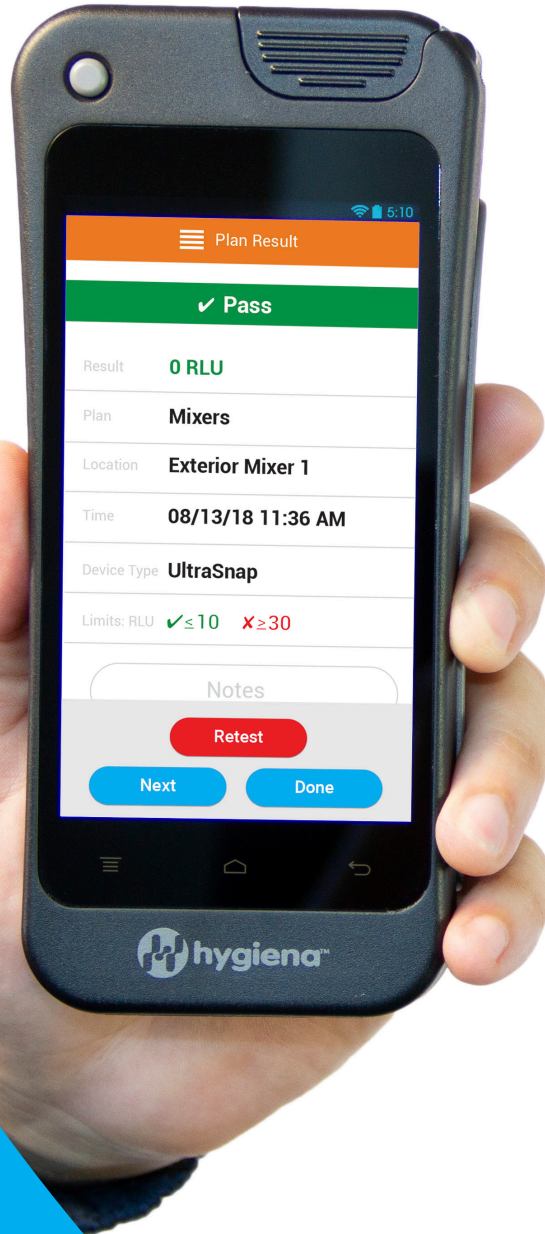 5:10
Plan Result
✔ Pass
Result 0 RLU
Plan Mixers
Location Exterior Mixer 1
Time 08/13/18 11:36 AM
Device Type UltraSnap
Limits: RLU ✔≤10 ✘≥30
Notes
Retest
Next Done
hygiena™